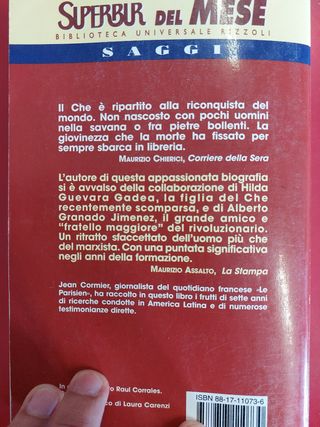 SUPERBUR DEL MESE
BIBLIOTECA UNIVERSALE RIZZOLI
SAGGI
Il Che è ripartito alla riconquista del
mondo. Non nascosto con pochi uomini
nella savana o fra pietre bollenti. La
giovinezza che la morte ha fissato per
sempre sbarca in libreria.
MAURIZIO CHIERICI, Corriere della Sera
L'autore di questa appassionata biografia
si è avvalso della collaborazione di Hilda
Guevara Gadea, la figlia del Che
recentemente scomparsa, e di Alberto
Granado Jimenez, il grande amico e
"fratello maggiore" del rivoluzionario.
Un ritratto sfaccettato dell'uomo più che
del marxista. Con una puntata significativa
negli anni della formazione.
MAURIZIO ASSALTO, La Stampa
Jean Cormier, giornalista del quotidiano francese «Le
Parisien», ha raccolto in questo libro i frutti di sette anni
di ricerche condotte in America Latina e di numerose
testimonianze dirette.
In
Raul Corrales.
di Laura Carenzi
ISBN 88-17-11073-6